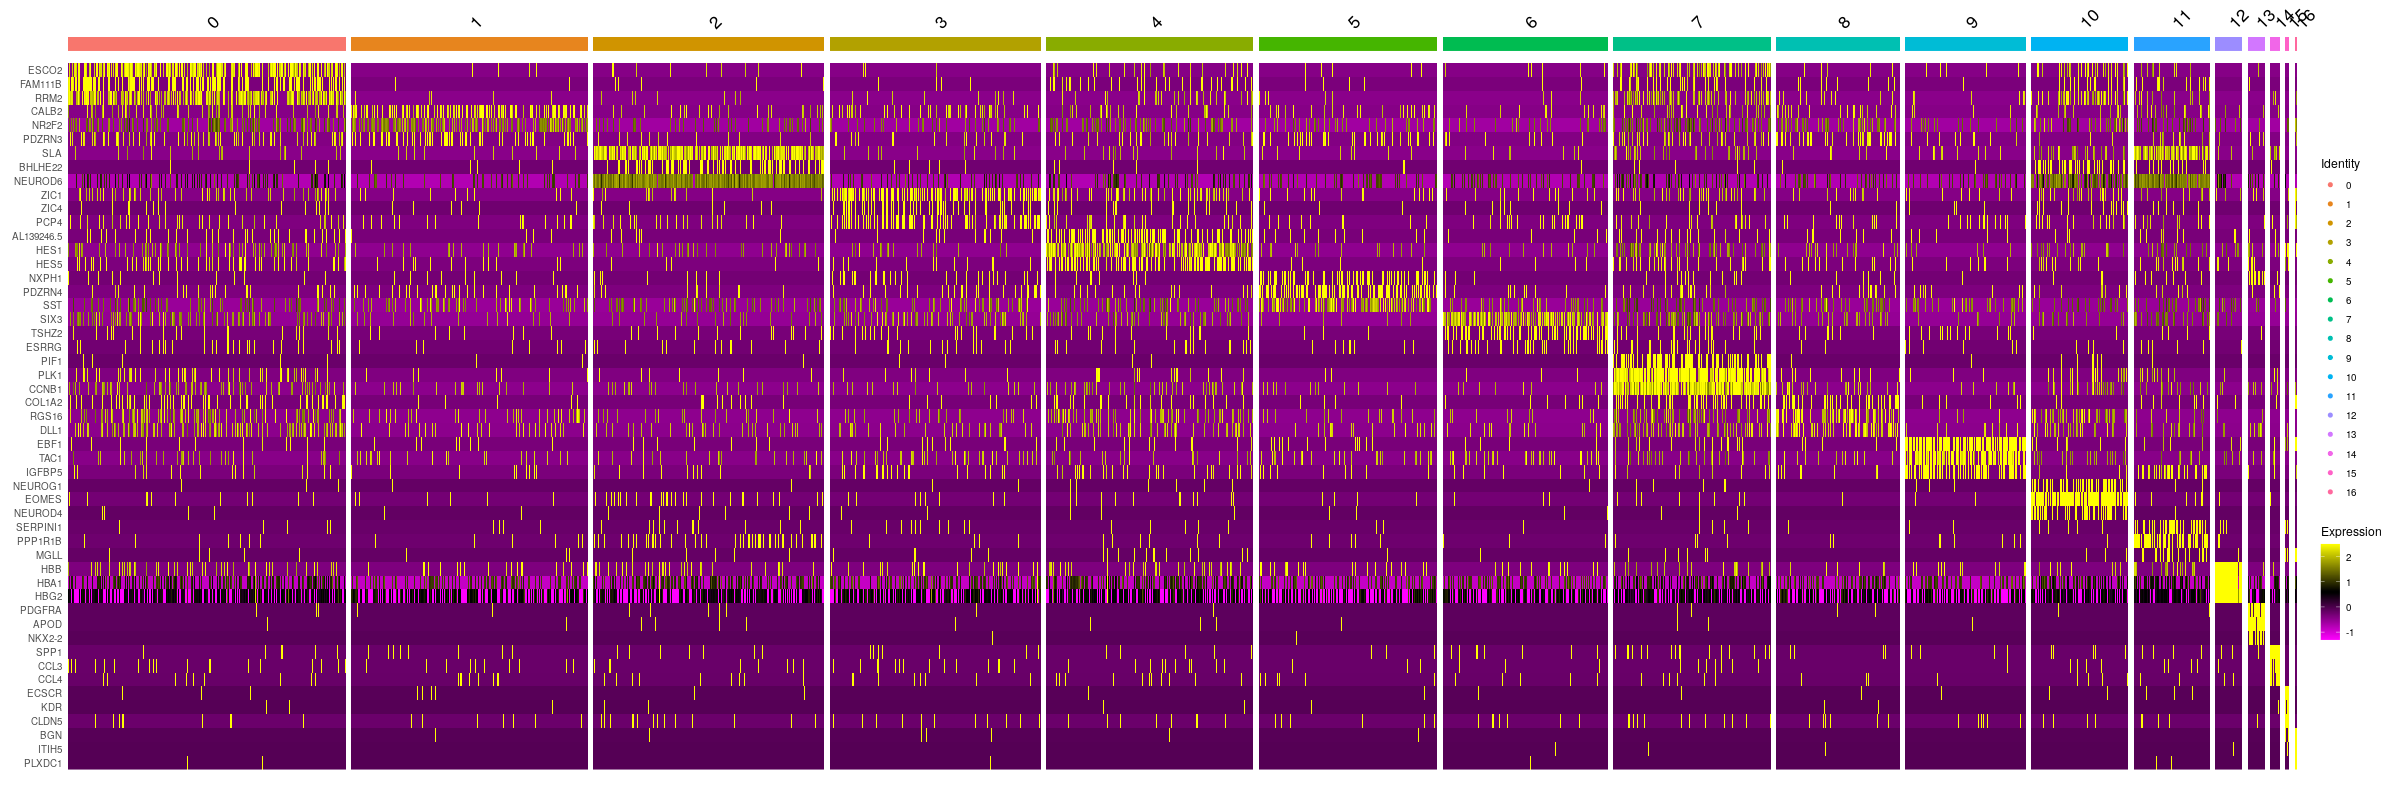 0 1 2 3 4 5 6 7 8 9 10 11 12 13 14 15 16
ESCO2
FAM111B
RRM2
CALB2
NR2F2
PDZRN3
SLA
BHLHE22
NEUROD6
ZIC1
ZIC4
PCP4
AL139246.5
HES1
HES5
NXPH1
PDZRN4
SST
SIX3
TSHZ2
ESRRG
PIF1
PLK1
CCNB1
COL1A2
RGS16
DLL1
EBF1
TAC1
IGFBP5
NEUROG1
EOMES
NEUROD4
SERPINI1
PPP1R1B
MGLL
HBB
HBA1
HBG2
PDGFRA
APOD
NKX2-2
SPP1
CCL3
CCL4
ECSCR
KDR
CLDN5
BGN
ITIH5
PLXDC1
Identity
0
1
2
3
4
5
6
7
8
9
10
11
12
13
14
15
16
Expression
2
1
0
-1